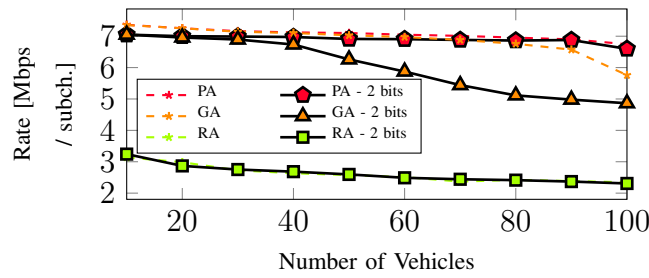 Rate [Mbps
/ subch.]
7
6
5
4
3
2
PA PA - 2 bits
GA GA - 2 bits
RA RA - 2 bits
20 40 60 80 100
Number of Vehicles